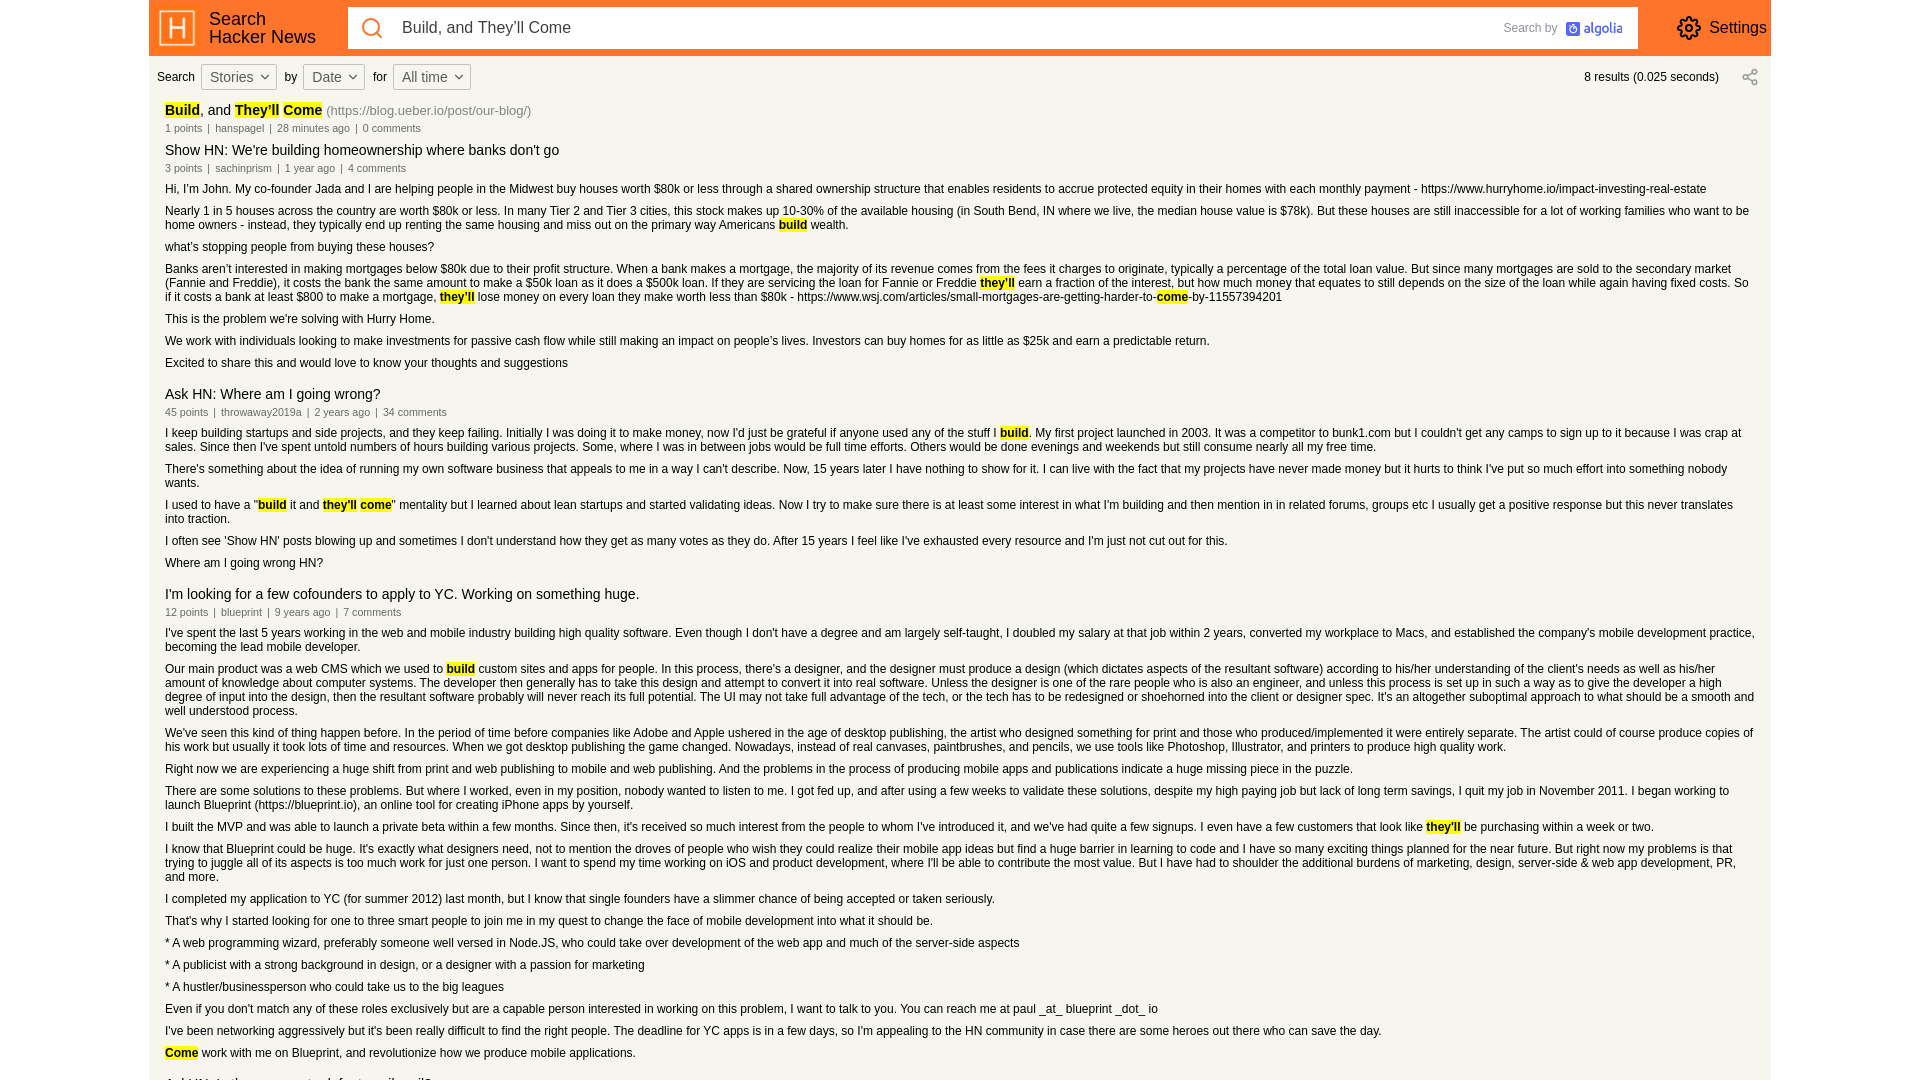 Search
Hacker News
Build, and They’ll Come
Search by algolia
Settings
Search Stories by Date for All time
8 results (0.025 seconds)
Build, and They’ll Come (https://blog.ueber.io/post/our-blog/)
1 points | hanspagel | 28 minutes ago | 0 comments
Show HN: We're building homeownership where banks don't go
3 points | sachinprism | 1 year ago | 4 comments
Hi, I’m John. My co-founder Jada and I are helping people in the Midwest buy houses worth $80k or less through a shared ownership structure that enables residents to accrue protected equity in their homes with each monthly payment - https://www.hurryhome.io/impact-investing-real-estate
Nearly 1 in 5 houses across the country are worth $80k or less. In many Tier 2 and Tier 3 cities, this stock makes up 10-30% of the available housing (in South Bend, IN where we live, the median house value is $78k). But these houses are still inaccessible for a lot of working families who want to be
home owners - instead, they typically end up renting the same housing and miss out on the primary way Americans build wealth.
what’s stopping people from buying these houses?
Banks aren’t interested in making mortgages below $80k due to their profit structure. When a bank makes a mortgage, the majority of its revenue comes from the fees it charges to originate, typically a percentage of the total loan value. But since many mortgages are sold to the secondary market
(Fannie and Freddie), it costs the bank the same amount to make a $50k loan as it does a $500k loan. If they are servicing the loan for Fannie or Freddie they’ll earn a fraction of the interest, but how much money that equates to still depends on the size of the loan while again having fixed costs. So
if it costs a bank at least $800 to make a mortgage, they’ll lose money on every loan they make worth less than $80k - https://www.wsj.com/articles/small-mortgages-are-getting-harder-to-come-by-11557394201
This is the problem we're solving with Hurry Home.
We work with individuals looking to make investments for passive cash flow while still making an impact on people’s lives. Investors can buy homes for as little as $25k and earn a predictable return.
Excited to share this and would love to know your thoughts and suggestions
Ask HN: Where am I going wrong?
45 points | throwaway2019a | 2 years ago | 34 comments
I keep building startups and side projects, and they keep failing. Initially I was doing it to make money, now I'd just be grateful if anyone used any of the stuff I build. My first project launched in 2003. It was a competitor to bunk1.com but I couldn't get any camps to sign up to it because I was crap at
sales. Since then I've spent untold numbers of hours building various projects. Some, where I was in between jobs would be full time efforts. Others would be done evenings and weekends but still consume nearly all my free time.
There's something about the idea of running my own software business that appeals to me in a way I can't describe. Now, 15 years later I have nothing to show for it. I can live with the fact that my projects have never made money but it hurts to think I've put so much effort into something nobody
wants.
I used to have a "build it and they'll come" mentality but I learned about lean startups and started validating ideas. Now I try to make sure there is at least some interest in what I'm building and then mention in in related forums, groups etc I usually get a positive response but this never translates
into traction.
I often see 'Show HN' posts blowing up and sometimes I don't understand how they get as many votes as they do. After 15 years I feel like I've exhausted every resource and I'm just not cut out for this.
Where am I going wrong HN?
I'm looking for a few cofounders to apply to YC. Working on something huge.
12 points | blueprint | 9 years ago | 7 comments
I've spent the last 5 years working in the web and mobile industry building high quality software. Even though I don't have a degree and am largely self-taught, I doubled my salary at that job within 2 years, converted my workplace to Macs, and established the company's mobile development practice,
becoming the lead mobile developer.
Our main product was a web CMS which we used to build custom sites and apps for people. In this process, there's a designer, and the designer must produce a design (which dictates aspects of the resultant software) according to his/her understanding of the client's needs as well as his/her
amount of knowledge about computer systems. The developer then generally has to take this design and attempt to convert it into real software. Unless the designer is one of the rare people who is also an engineer, and unless this process is set up in such a way as to give the developer a high
degree of input into the design, then the resultant software probably will never reach its full potential. The UI may not take full advantage of the tech, or the tech has to be redesigned or shoehorned into the client or designer spec. It's an altogether suboptimal approach to what should be a smooth and
well understood process.
We've seen this kind of thing happen before. In the period of time before companies like Adobe and Apple ushered in the age of desktop publishing, the artist who designed something for print and those who produced/implemented it were entirely separate. The artist could of course produce copies of
his work but usually it took lots of time and resources. When we got desktop publishing the game changed. Nowadays, instead of real canvases, paintbrushes, and pencils, we use tools like Photoshop, Illustrator, and printers to produce high quality work.
Right now we are experiencing a huge shift from print and web publishing to mobile and web publishing. And the problems in the process of producing mobile apps and publications indicate a huge missing piece in the puzzle.
There are some solutions to these problems. But where I worked, even in my position, nobody wanted to listen to me. I got fed up, and after using a few weeks to validate these solutions, despite my high paying job but lack of long term savings, I quit my job in November 2011. I began working to
launch Blueprint (https://blueprint.io), an online tool for creating iPhone apps by yourself.
I built the MVP and was able to launch a private beta within a few months. Since then, it's received so much interest from the people to whom I've introduced it, and we've had quite a few signups. I even have a few customers that look like they'll be purchasing within a week or two.
I know that Blueprint could be huge. It's exactly what designers need, not to mention the droves of people who wish they could realize their mobile app ideas but find a huge barrier in learning to code and I have so many exciting things planned for the near future. But right now my problems is that
trying to juggle all of its aspects is too much work for just one person. I want to spend my time working on iOS and product development, where I'll be able to contribute the most value. But I have had to shoulder the additional burdens of marketing, design, server-side & web app development, PR,
and more.
I completed my application to YC (for summer 2012) last month, but I know that single founders have a slimmer chance of being accepted or taken seriously.
That's why I started looking for one to three smart people to join me in my quest to change the face of mobile development into what it should be.
* A web programming wizard, preferably someone well versed in Node.JS, who could take over development of the web app and much of the server-side aspects
* A publicist with a strong background in design, or a designer with a passion for marketing
* A hustler/businessperson who could take us to the big leagues
Even if you don't match any of these roles exclusively but are a capable person interested in working on this problem, I want to talk to you. You can reach me at paul _at_ blueprint _dot_ io
I've been networking aggressively but it's been really difficult to find the right people. The deadline for YC apps is in a few days, so I'm appealing to the HN community in case there are some heroes out there who can save the day.
Come work with me on Blueprint, and revolutionize how we produce mobile applications.